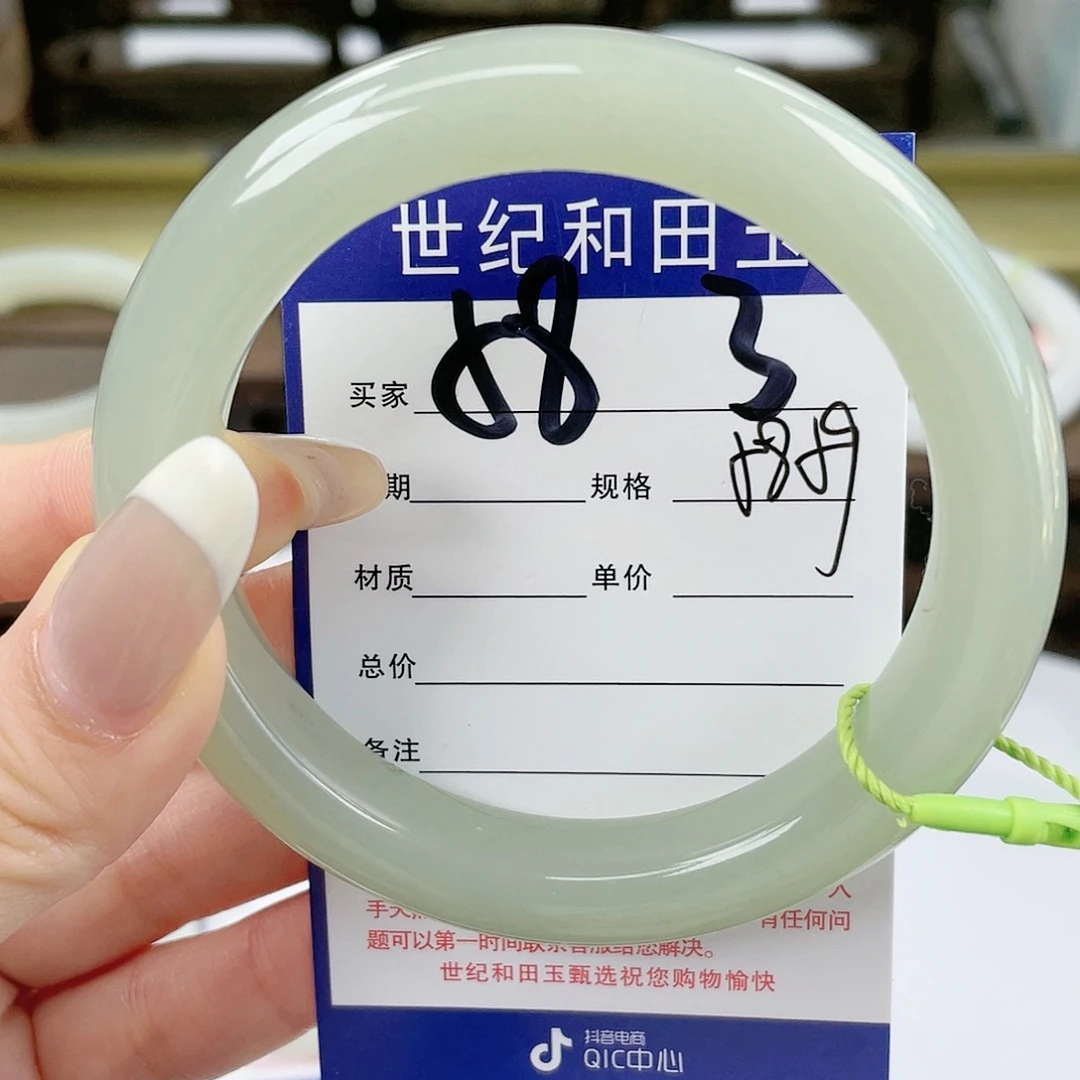 世纪和田玉
买家 88 3
期 规格
材质 单价
总价
备注
有任何问
题可以第一时间联系客服给您解决。
世纪和田玉甄选祝您购物愉快
抖音电商
QIC中心